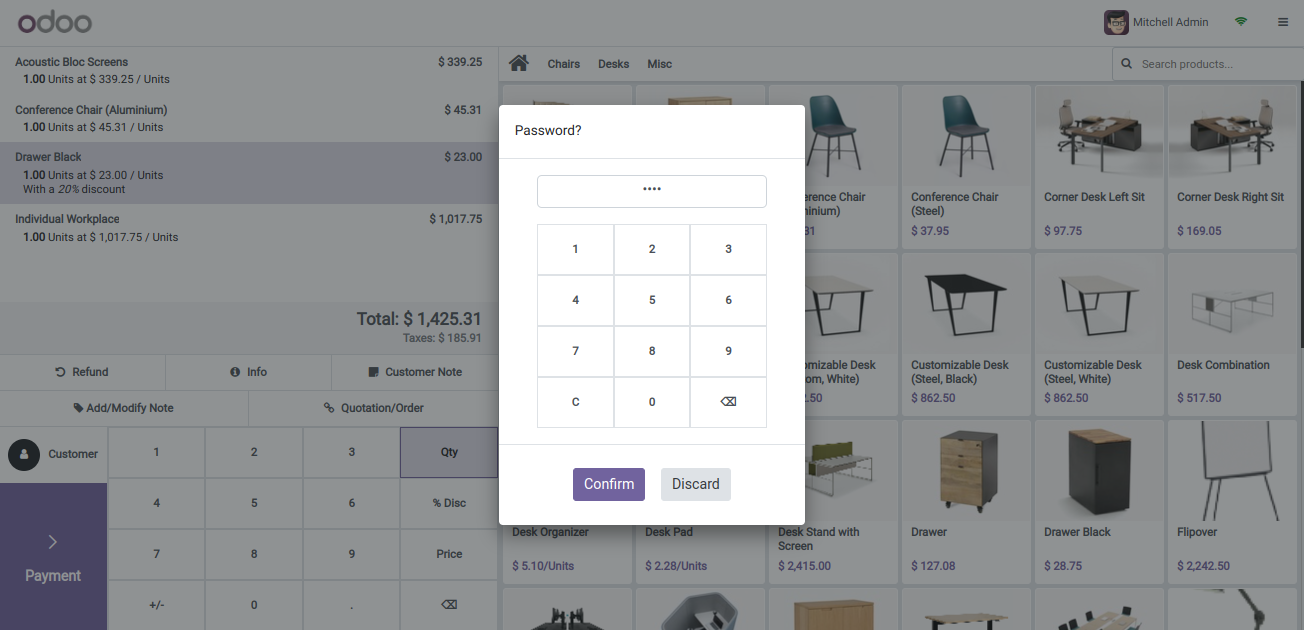 odoo
Mitchell Admin
Acoustic Bloc Screens $ 339.25
1.00 Units at $ 339.25 / Units
Conference Chair (Aluminium) $ 45.31
1.00 Units at $ 45.31 / Units
Drawer Black $ 23.00
1.00 Units at $ 23.00 / Units
With a 20% discount
Individual Workplace $ 1,017.75
1.00 Units at $ 1,017.75 / Units
Total: $ 1,425.31
Taxes: $ 185.91
Refund Info Customer Note
Add/Modify Note Quotation/Order
Customer
1 2 3 Qty
4 5 6 % Disc
7 8 9 Price
+/- 0 . ⌫
Payment
Chairs Desks Misc
Search products...
Password?
••••
1 2 3
4 5 6
7 8 9
C 0 ⌫
Confirm Discard
erence Chair
inium)
31
Conference Chair
(Steel)
$ 37.95
Corner Desk Left Sit
$ 97.75
Corner Desk Right Sit
$ 169.05
omizable Desk
om, White)
.50
Customizable Desk
(Steel, Black)
$ 862.50
Customizable Desk
(Steel, White)
$ 862.50
Desk Combination
$ 517.50
Desk Organizer
$ 5.10/Units
Desk Pad
$ 2.28/Units
Desk Stand with
Screen
$ 2,415.00
Drawer
$ 127.08
Drawer Black
$ 28.75
Flipover
$ 2,242.50